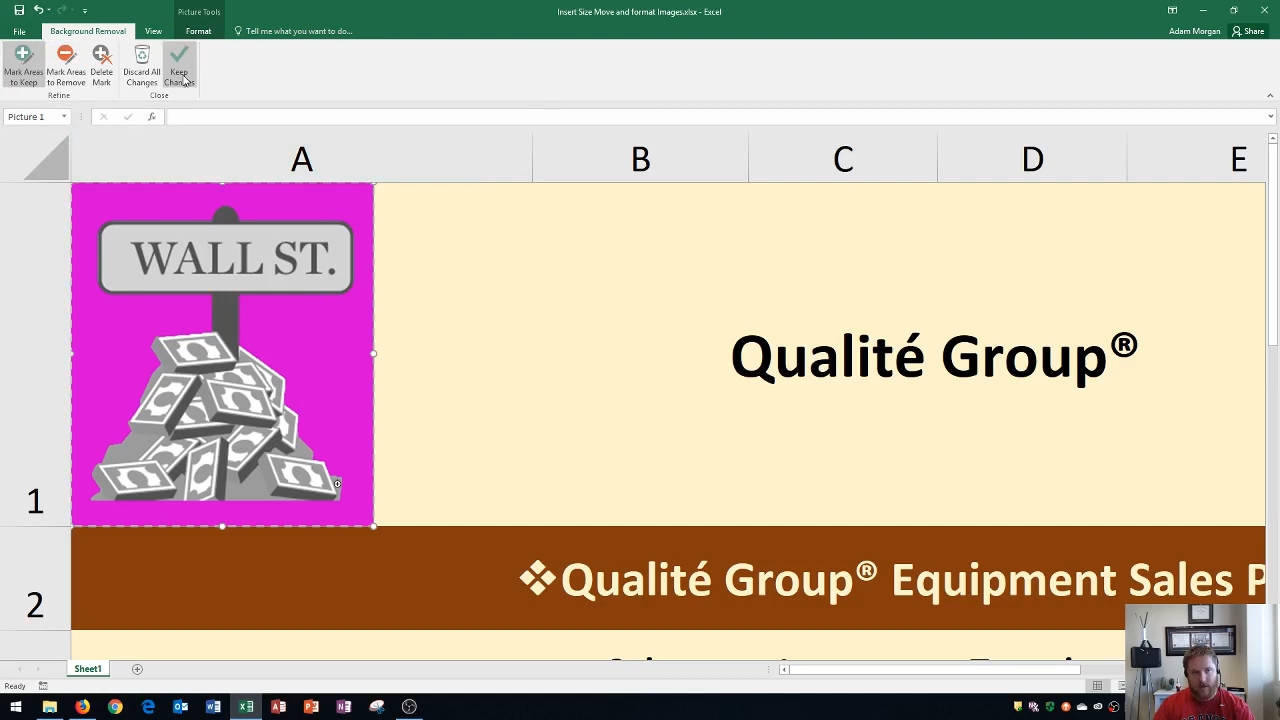 Picture Tools
Insert Size Move and format Images.xlsx - Excel
File
Background Removal
View
Format
Tell me what you want to do...
Adam Morgan
Share
Mark Areas to Keep
Mark Areas to Remove
Delete Mark
Discard All Changes
Keep Changes
Refine
Close
Picture 1
fx
A
B
C
D
E
WALL ST.
1
Qualité Group®
2
❖Qualité Group® Equipment Sales P
Sheet1
Ready